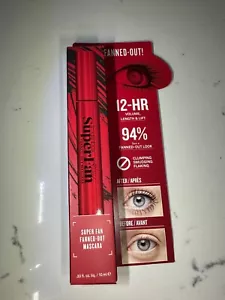 FANNED-OUT!
12-HR
VOLUME,
LENGTH & LIFT
94%
FANNED-OUT LOOK
CLUMPING
SMUDGING
FLAKING
AFTER / APRÈS
BEFORE / AVANT
SuperFan
SUPER FAN
FANNED-OUT
MASCARA